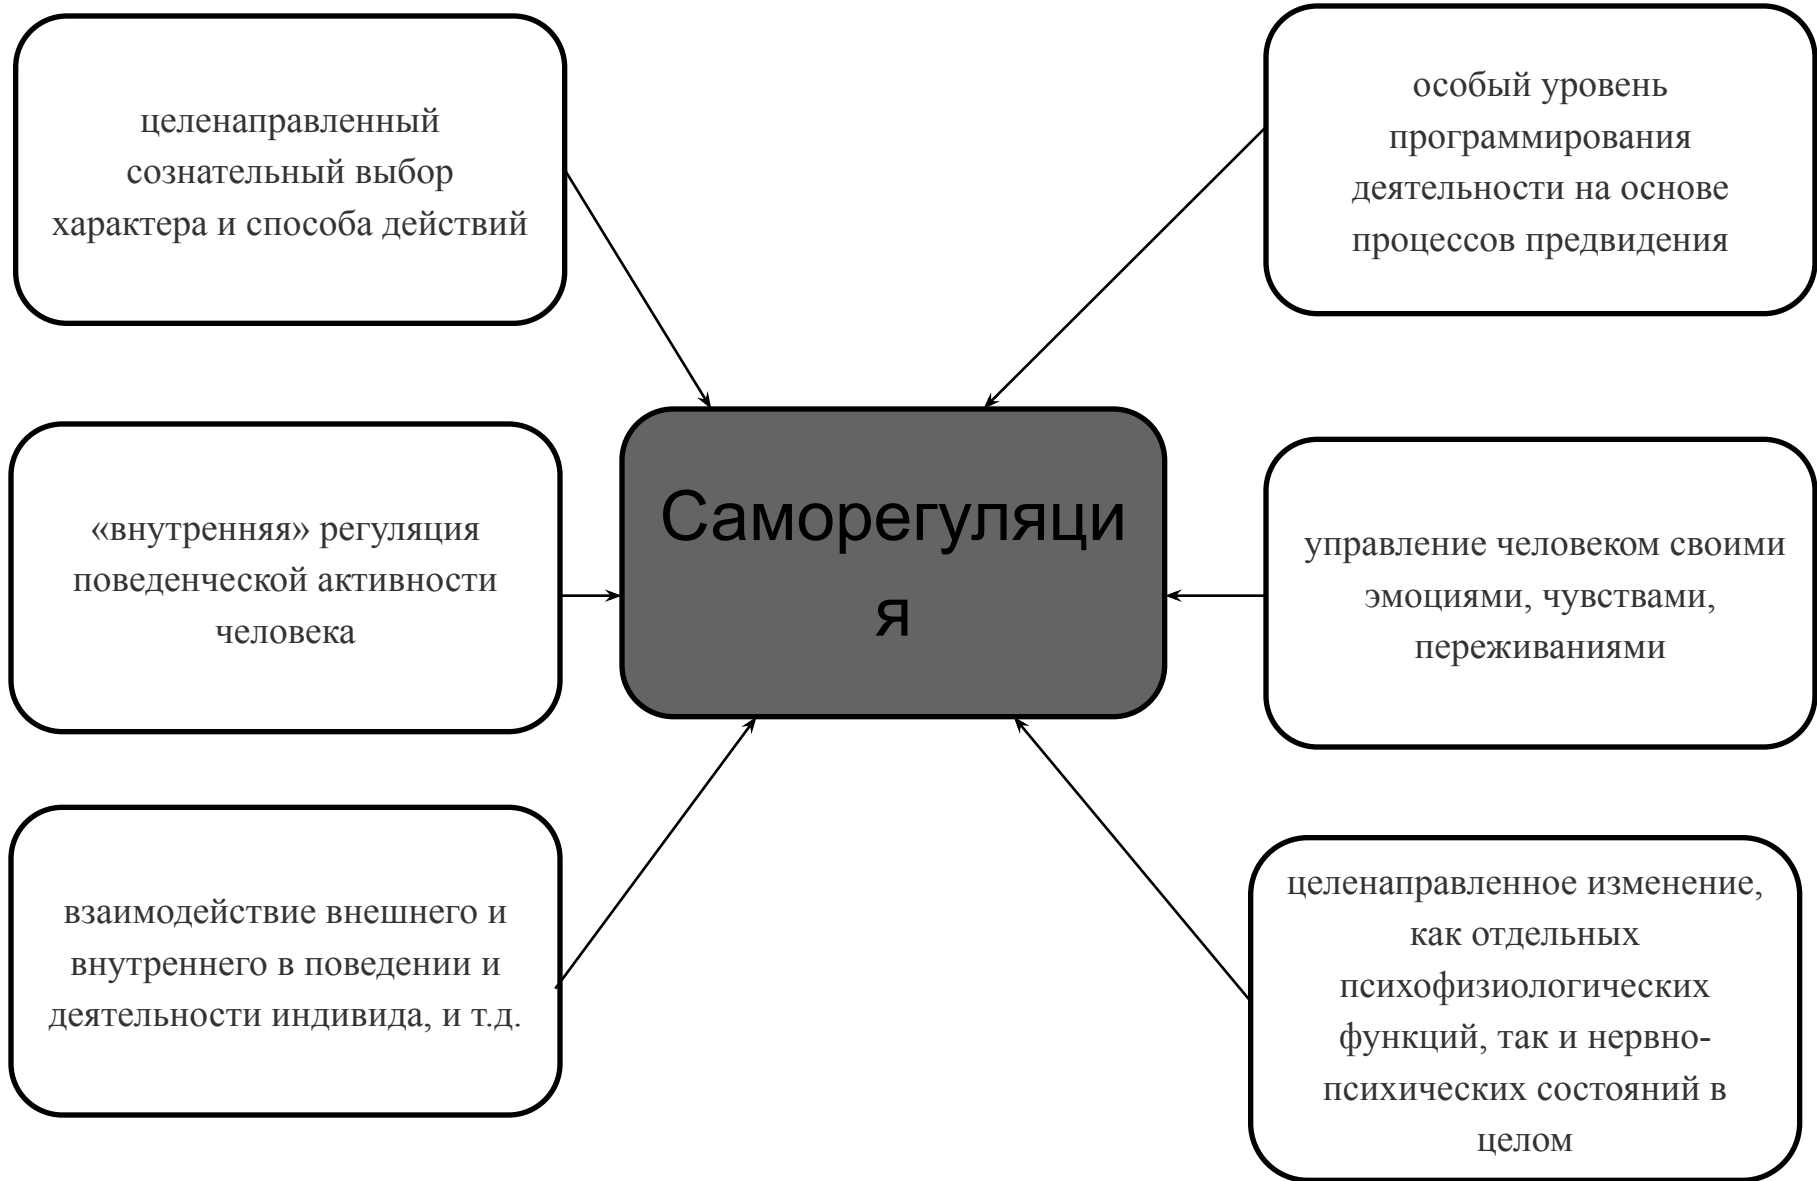 целенаправленный
сознательный выбор
характера и способа действий
особый уровень
программирования
деятельности на основе
процессов предвидения
«внутренняя» регуляция
поведенческой активности
человека
Саморегуляци
я
управление человеком своими
эмоциями, чувствами,
переживаниями
взаимодействие внешнего и
внутреннего в поведении и
деятельности индивида, и т.д.
целенаправленное изменение,
как отдельных
психофизиологических
функций, так и нервно-
психических состояний в
целом